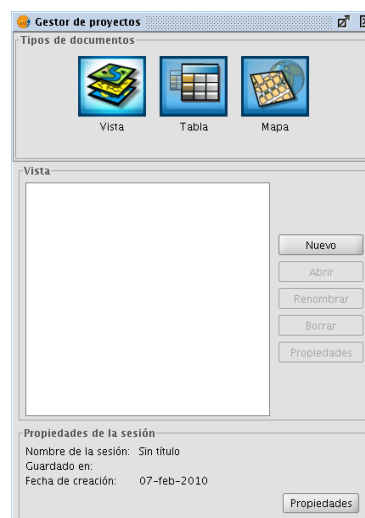 Gestor de proyectos
Tipos de documentos
Vista Tabla Mapa
Vista
Nuevo
Abrir
Renombrar
Borrar
Propiedades
Propiedades de la sesión
Nombre de la sesión: Sin título
Guardado en:
Fecha de creación: 07-feb-2010
Propiedades